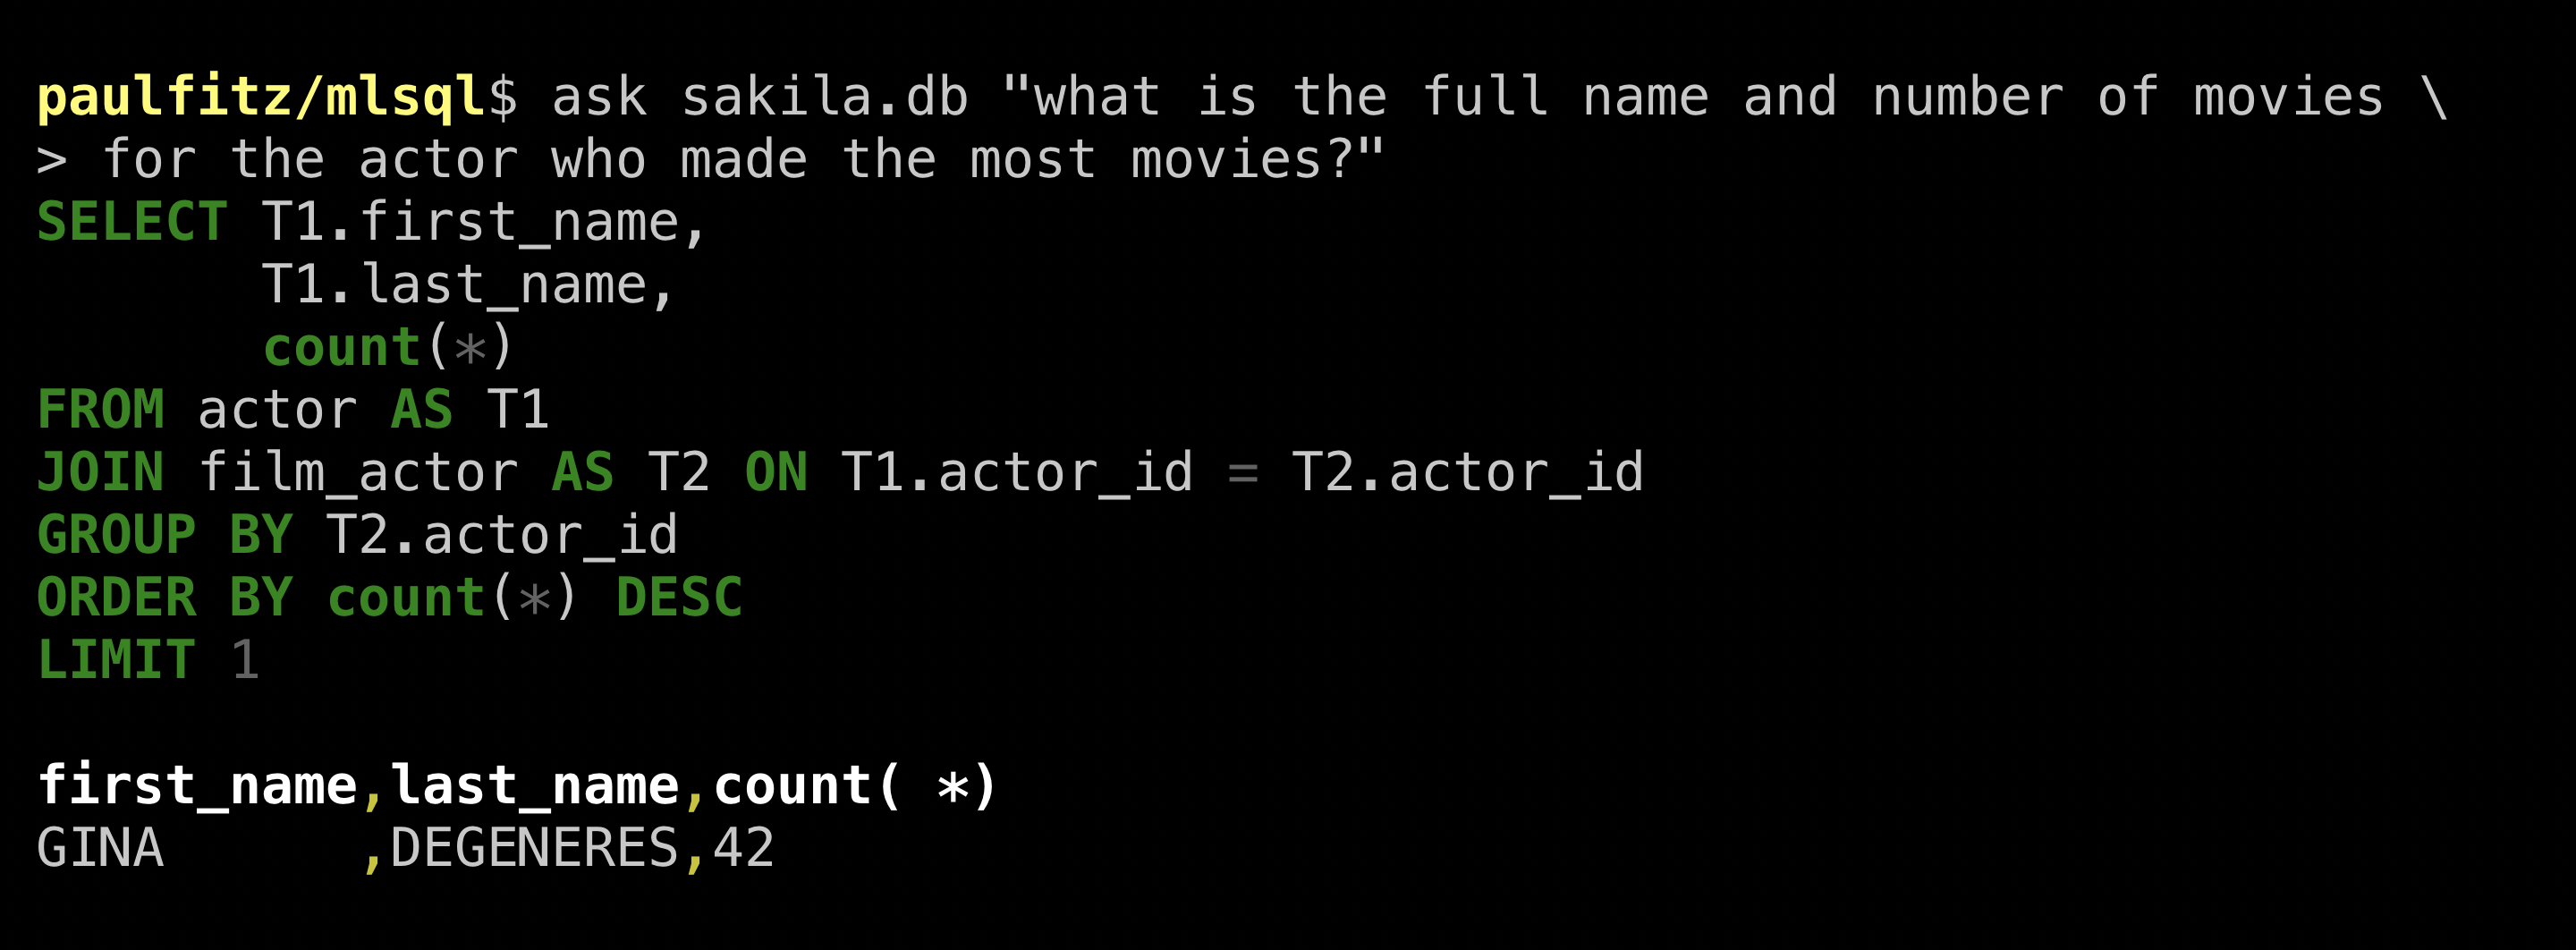 paulfitz/mlsql$ ask sakila.db "what is the full name and number of movies \
> for the actor who made the most movies?"
SELECT T1.first_name,
       T1.last_name,
       count(*)
FROM actor AS T1
JOIN film_actor AS T2 ON T1.actor_id = T2.actor_id
GROUP BY T2.actor_id
ORDER BY count(*) DESC
LIMIT 1
first_name,last_name,count( *)
GINA      ,DEGENERES,42